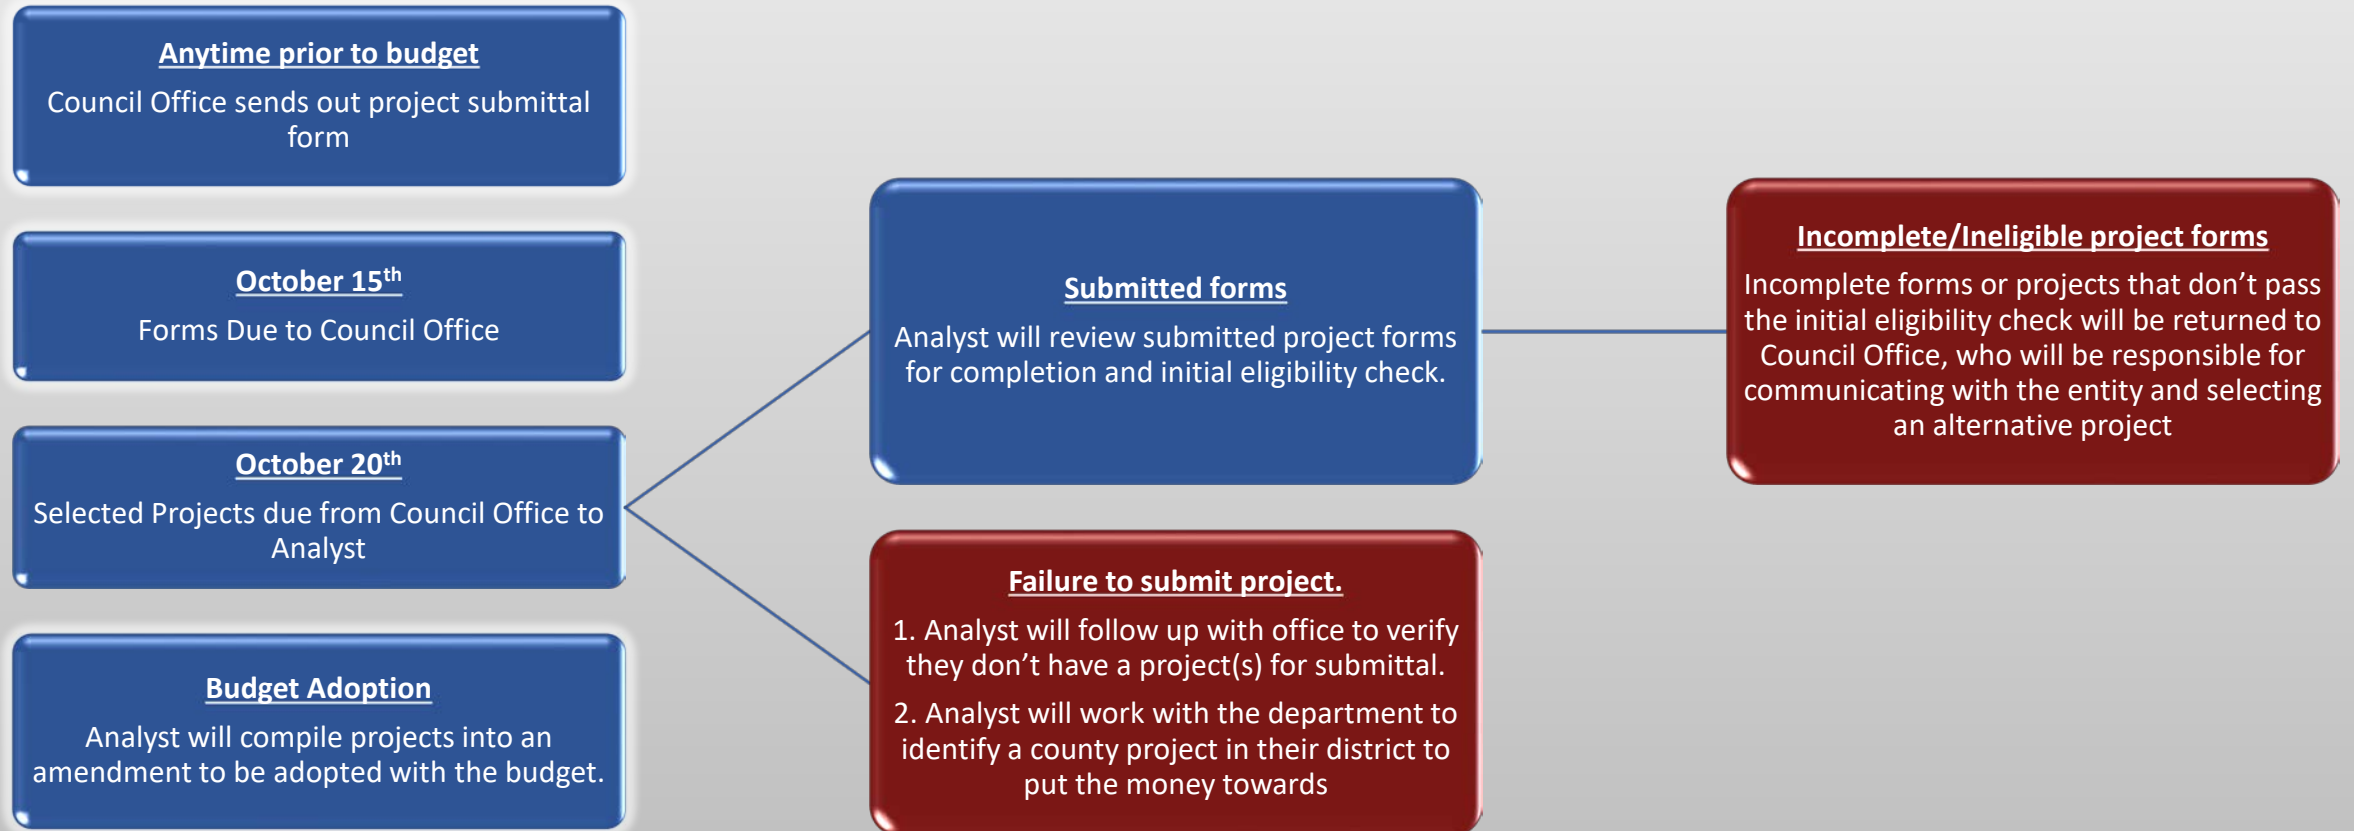 Anytime prior to budget
Council Office sends out project submittal
form
October 15th
Forms Due to Council Office
October 20th
Selected Projects due from Council Office to
Analyst
Budget Adoption
Analyst will compile projects into an
amendment to be adopted with the budget.
Submitted forms
Analyst will review submitted project forms
for completion and initial eligibility check.
Failure to submit project.
1. Analyst will follow up with office to verify
they don’t have a project(s) for submittal.
2. Analyst will work with the department to
identify a county project in their district to
put the money towards
Incomplete/Ineligible project forms
Incomplete forms or projects that don’t pass
the initial eligibility check will be returned to
Council Office, who will be responsible for
communicating with the entity and selecting
an alternative project